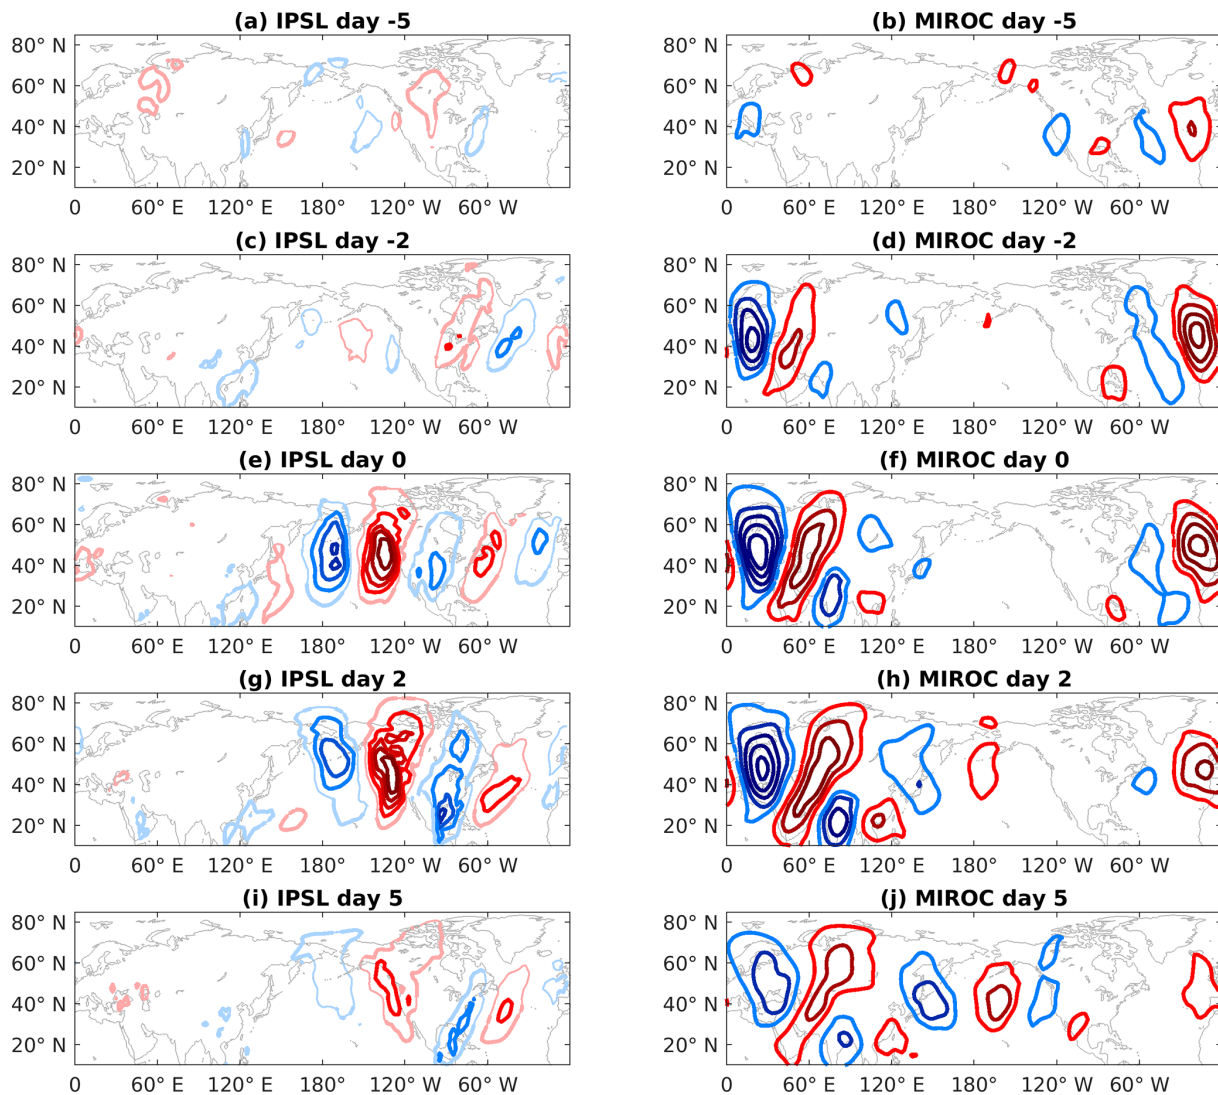 (a) IPSL day -5
80° N
60° N
40° N
20° N
0 60° E 120° E 180° 120° W 60° W
(b) MIROC day -5
80° N
60° N
40° N
20° N
0 60° E 120° E 180° 120° W 60° W
(c) IPSL day -2
80° N
60° N
40° N
20° N
0 60° E 120° E 180° 120° W 60° W
(d) MIROC day -2
80° N
60° N
40° N
20° N
0 60° E 120° E 180° 120° W 60° W
(e) IPSL day 0
80° N
60° N
40° N
20° N
0 60° E 120° E 180° 120° W 60° W
(f) MIROC day 0
80° N
60° N
40° N
20° N
0 60° E 120° E 180° 120° W 60° W
(g) IPSL day 2
80° N
60° N
40° N
20° N
0 60° E 120° E 180° 120° W 60° W
(h) MIROC day 2
80° N
60° N
40° N
20° N
0 60° E 120° E 180° 120° W 60° W
(i) IPSL day 5
80° N
60° N
40° N
20° N
0 60° E 120° E 180° 120° W 60° W
(j) MIROC day 5
80° N
60° N
40° N
20° N
0 60° E 120° E 180° 120° W 60° W